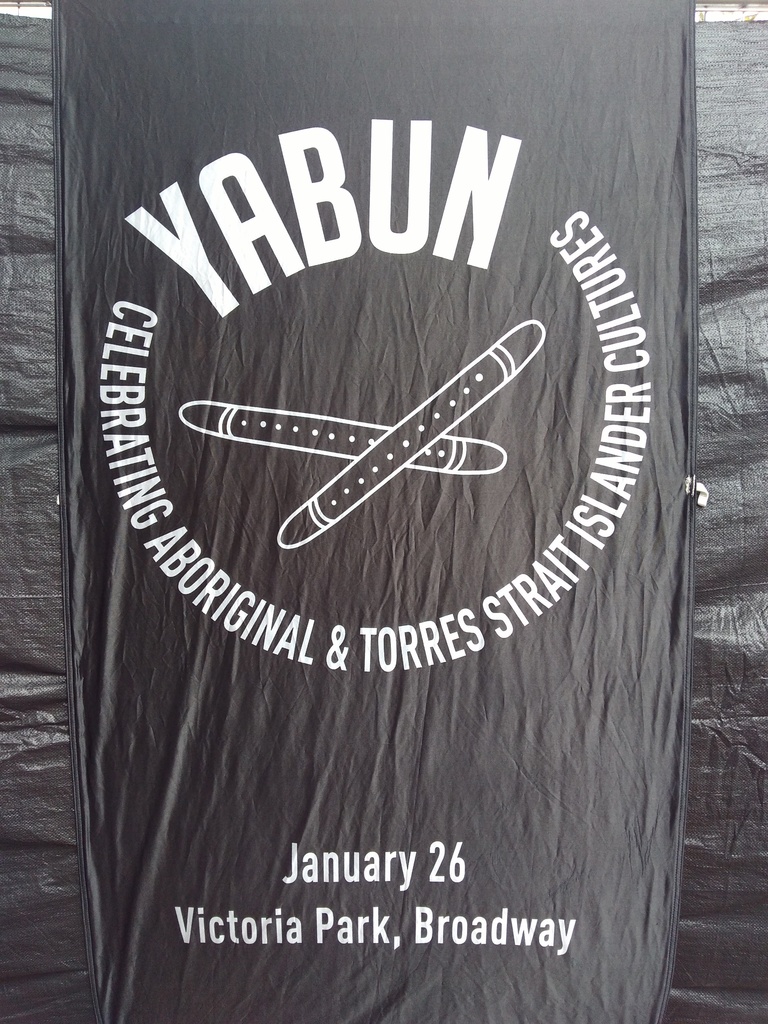 YABUN
CELEBRATING ABORIGINAL & TORRES STRAIT ISLANDER CULTURES
January 26
Victoria Park, Broadway